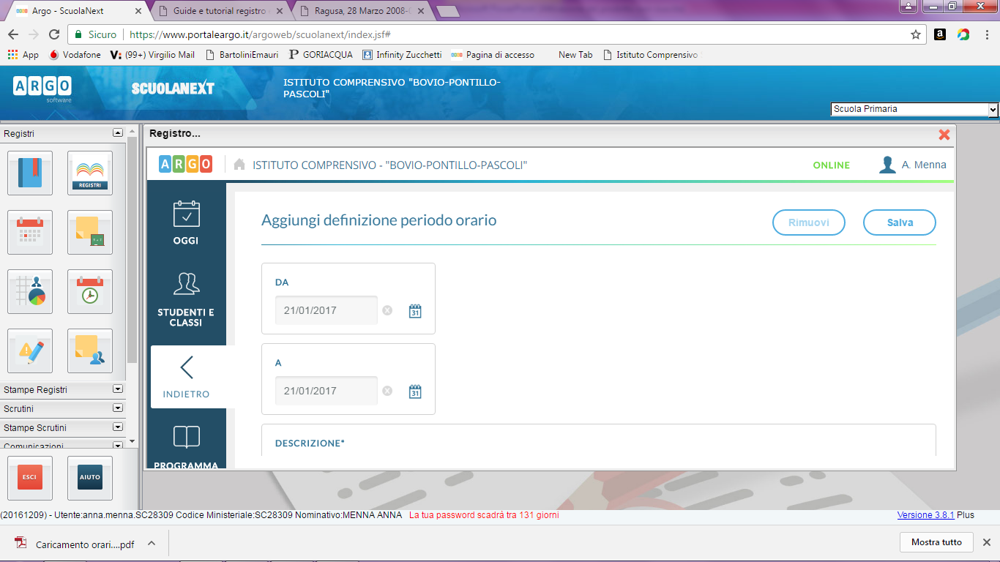 Argo - ScuolaNext
Guide e tutorial registro
Ragusa, 28 Marzo 2008-
Sicuro https://www.portaleargo.it/argoweb/scuolanext/index.jsf#
App Vodafone (99+) Virgilio Mail BartoliniEmauri GORIACQUA Infinity Zucchetti Pagina di accesso New Tab Istituto Comprensivo
ARGO
software
SCUOLANEXT
ISTITUTO COMPRENSIVO "BOVIO-PONTILLO-
PASCOLI"
Scuola Primaria
Registri
REGISTRI
Stampe Registri
Scrutini
Stampe Scrutini
Comunicazioni
ESCI
AIUTO
Registro...
ARGO
ISTITUTO COMPRENSIVO - "BOVIO-PONTILLO-PASCOLI"
ONLINE
A. Menna
OGGI
STUDENTI E
CLASSI
INDIETRO
PROGRAMMA
Aggiungi definizione periodo orario
Rimuovi
Salva
DA
21/01/2017
31
A
21/01/2017
31
DESCRIZIONE*
(20161209) - Utente:anna.menna.SC28309 Codice Ministeriale:SC28309 Nominativo:MENNA ANNA La tua password scadrà tra 131 giorni
Versione 3.8.1 Plus
Caricamento orari....pdf
Mostra tutto